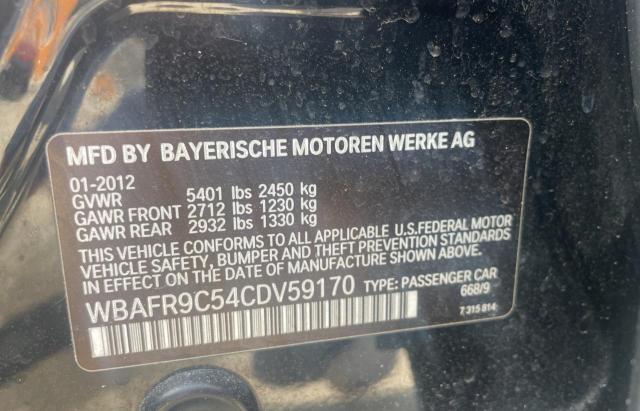 MFD BY BAYERISCHE MOTOREN WERKE AG
01-2012
GVWR 5401 lbs 2450 kg
GAWR FRONT 2712 lbs 1230 kg
GAWR REAR 2932 lbs 1330 kg
THIS VEHICLE CONFORMS TO ALL APPLICABLE U.S.FEDERAL MOTOR
VEHICLE SAFETY, BUMPER AND THEFT PREVENTION STANDARDS
IN EFFECT ON THE DATE OF MANUFACTURE SHOWN ABOVE.
WBAFR9C54CDV59170 TYPE: PASSENGER CAR
668/9
7 315 814